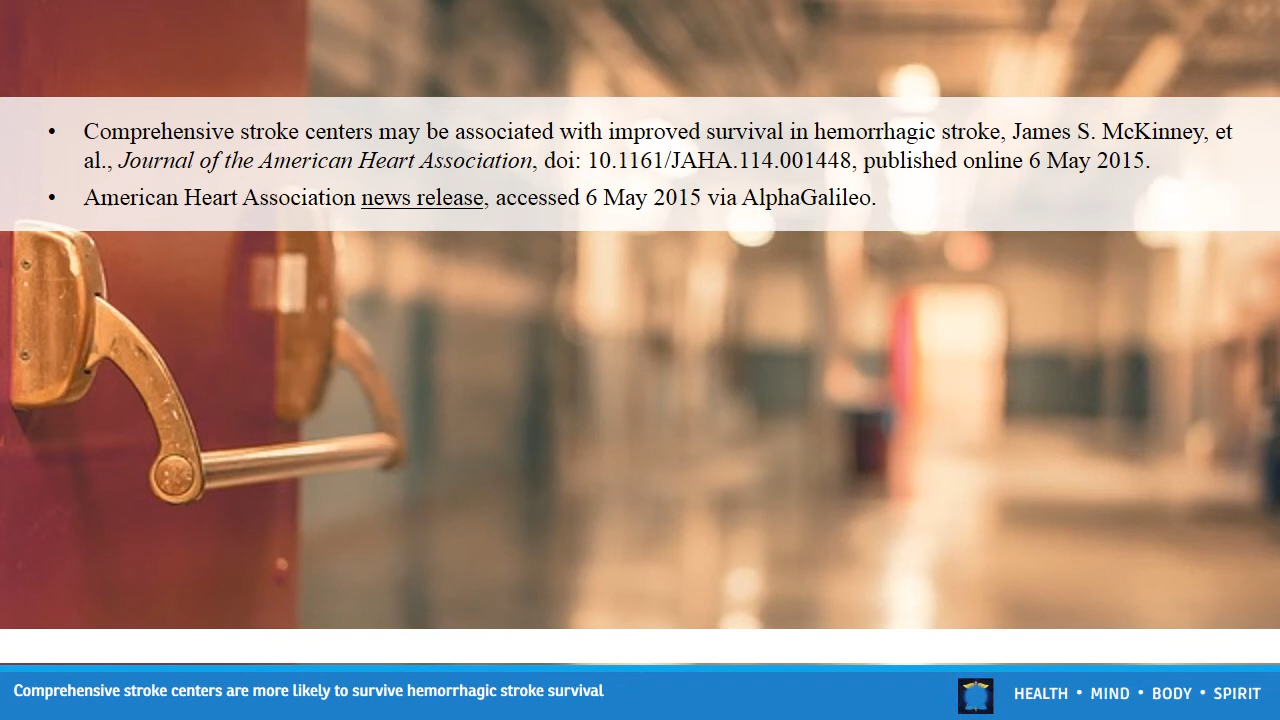 • Comprehensive stroke centers may be associated with improved survival in hemorrhagic stroke, James S. McKinney, et
al., Journal of the American Heart Association, doi: 10.1161/JAHA.114.001448, published online 6 May 2015.
• American Heart Association news release, accessed 6 May 2015 via AlphaGalileo.
Comprehensive stroke centers are more likely to survive hemorrhagic stroke survival
HEALTH • MIND • BODY • SPIRIT